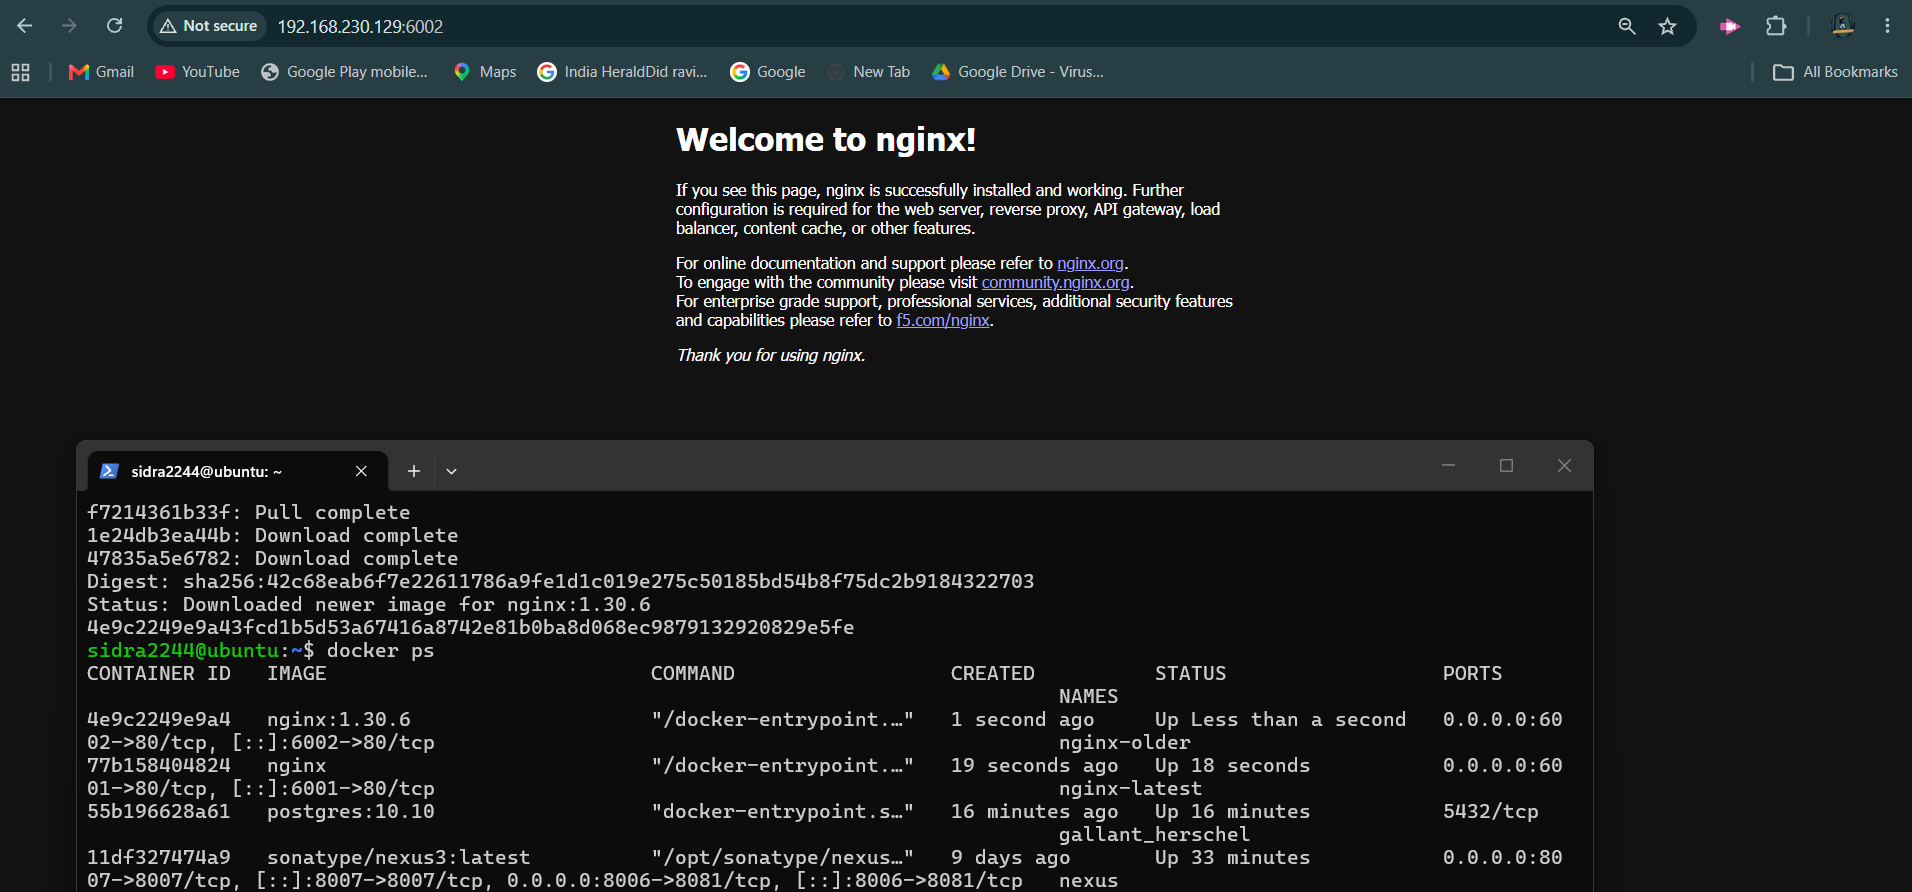 Not secure 192.168.230.129:6002
Gmail YouTube Google Play mobile... Maps India HeraldDid ravi... Google New Tab Google Drive - Virus... All Bookmarks
Welcome to nginx!
If you see this page, nginx is successfully installed and working. Further
configuration is required for the web server, reverse proxy, API gateway, load
balancer, content cache, or other features.
For online documentation and support please refer to nginx.org.
To engage with the community please visit community.nginx.org.
For enterprise grade support, professional services, additional security features
and capabilities please refer to f5.com/nginx.
Thank you for using nginx.
sidra2244@ubuntu: ~
f7214361b33f: Pull complete
1e24db3ea44b: Download complete
47835a5e6782: Download complete
Digest: sha256:42c68eab6f7e22611786a9fe1d1c019e275c50185bd54b8f75dc2b9184322703
Status: Downloaded newer image for nginx:1.30.6
4e9c2249e9a43fcd1b5d53a67416a8742e81b0ba8d068ec9879132920829e5fe
sidra2244@ubuntu:~$ docker ps
CONTAINER ID IMAGE COMMAND CREATED STATUS PORTS
NAMES
4e9c2249e9a4 nginx:1.30.6 "/docker-entrypoint.…" 1 second ago Up Less than a second 0.0.0.0:60
02->80/tcp, [::]:6002->80/tcp nginx-older
77b158404824 nginx "/docker-entrypoint.…" 19 seconds ago Up 18 seconds 0.0.0.0:60
01->80/tcp, [::]:6001->80/tcp nginx-latest
55b196628a61 postgres:10.10 "docker-entrypoint.s…" 16 minutes ago Up 16 minutes 5432/tcp
gallant_herschel
11df327474a9 sonatype/nexus3:latest "/opt/sonatype/nexus…" 9 days ago Up 33 minutes 0.0.0.0:80
07->8007/tcp, [::]:8007->8007/tcp, 0.0.0.0:8006->8081/tcp, [::]:8006->8081/tcp nexus